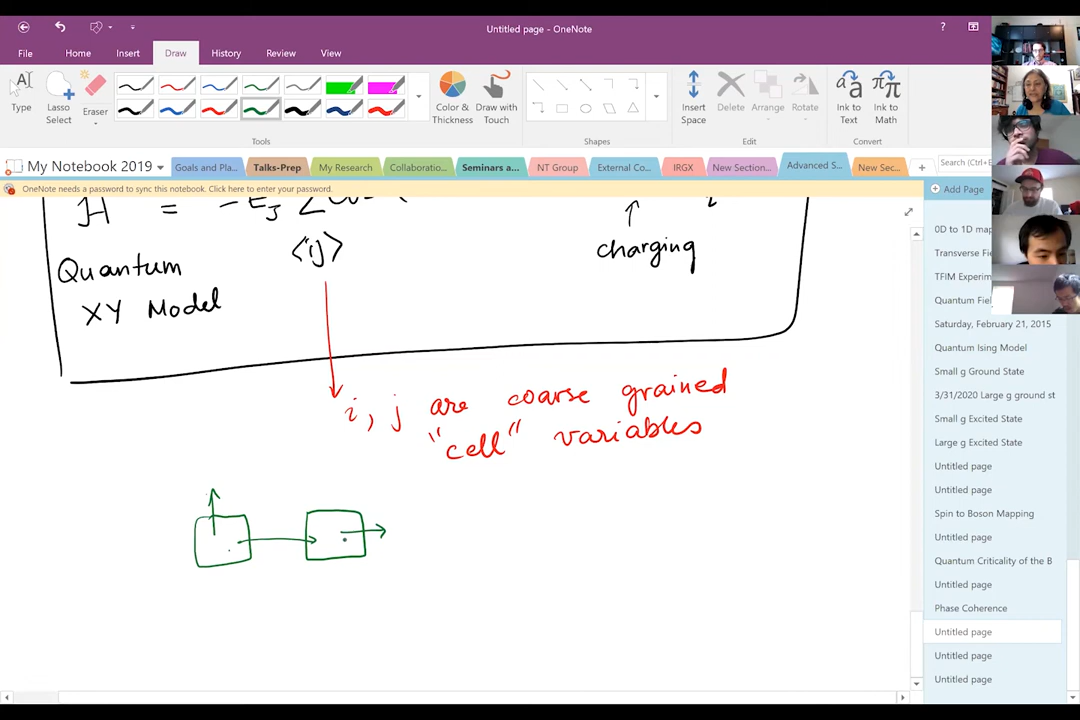 Untitled page - OneNote
?
File Home Insert Draw History Review View
Type
Lasso Select
Eraser
Color & Thickness
Draw with Touch
Insert Space
Delete
Arrange
Rotate
Ink to Text
Ink to Math
Tools
Shapes
Edit
Convert
My Notebook 2019
Goals and Pla...
Talks-Prep
My Research
Collaboratio...
Seminars a...
NT Group
External Co...
IRGX
New Section...
Advanced S...
New Sec...
Search (Ctrl+E
OneNote needs a password to sync this notebook. Click here to enter your password.
Add Page
H = -EJ Σ
<ij>
charging
Quantum
XY Model
i, j are coarse grained
"cell" variables
0D to 1D map
Transverse F
TFIM Experim
Quantum Fiel
Saturday, February 21, 2015
Quantum Ising Model
Small g Ground State
3/31/2020 Large g ground st
Small g Excited State
Large g Excited State
Untitled page
Untitled page
Spin to Boson Mapping
Untitled page
Quantum Criticality of the B
Untitled page
Phase Coherence
Untitled page
Untitled page
Untitled page